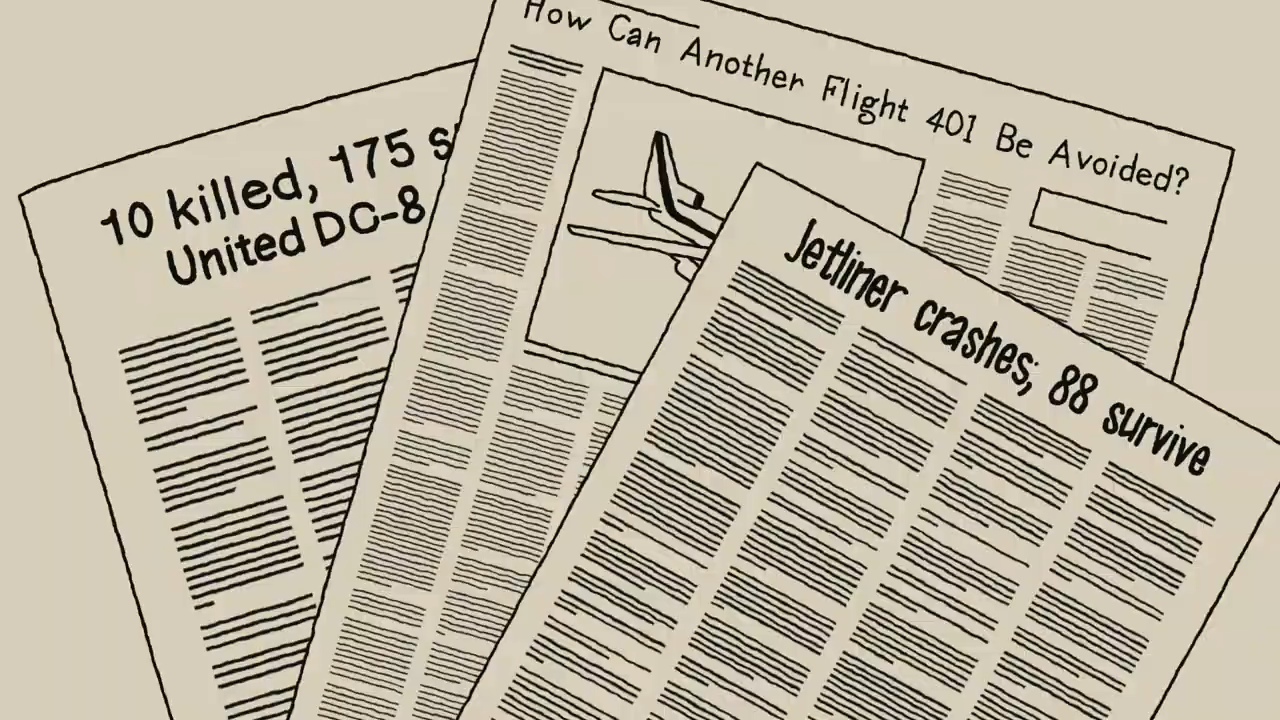 How Can Another Flight 401 Be Avoided?
10 killed, 175
United DC-8
Jetliner crashes; 88 survive